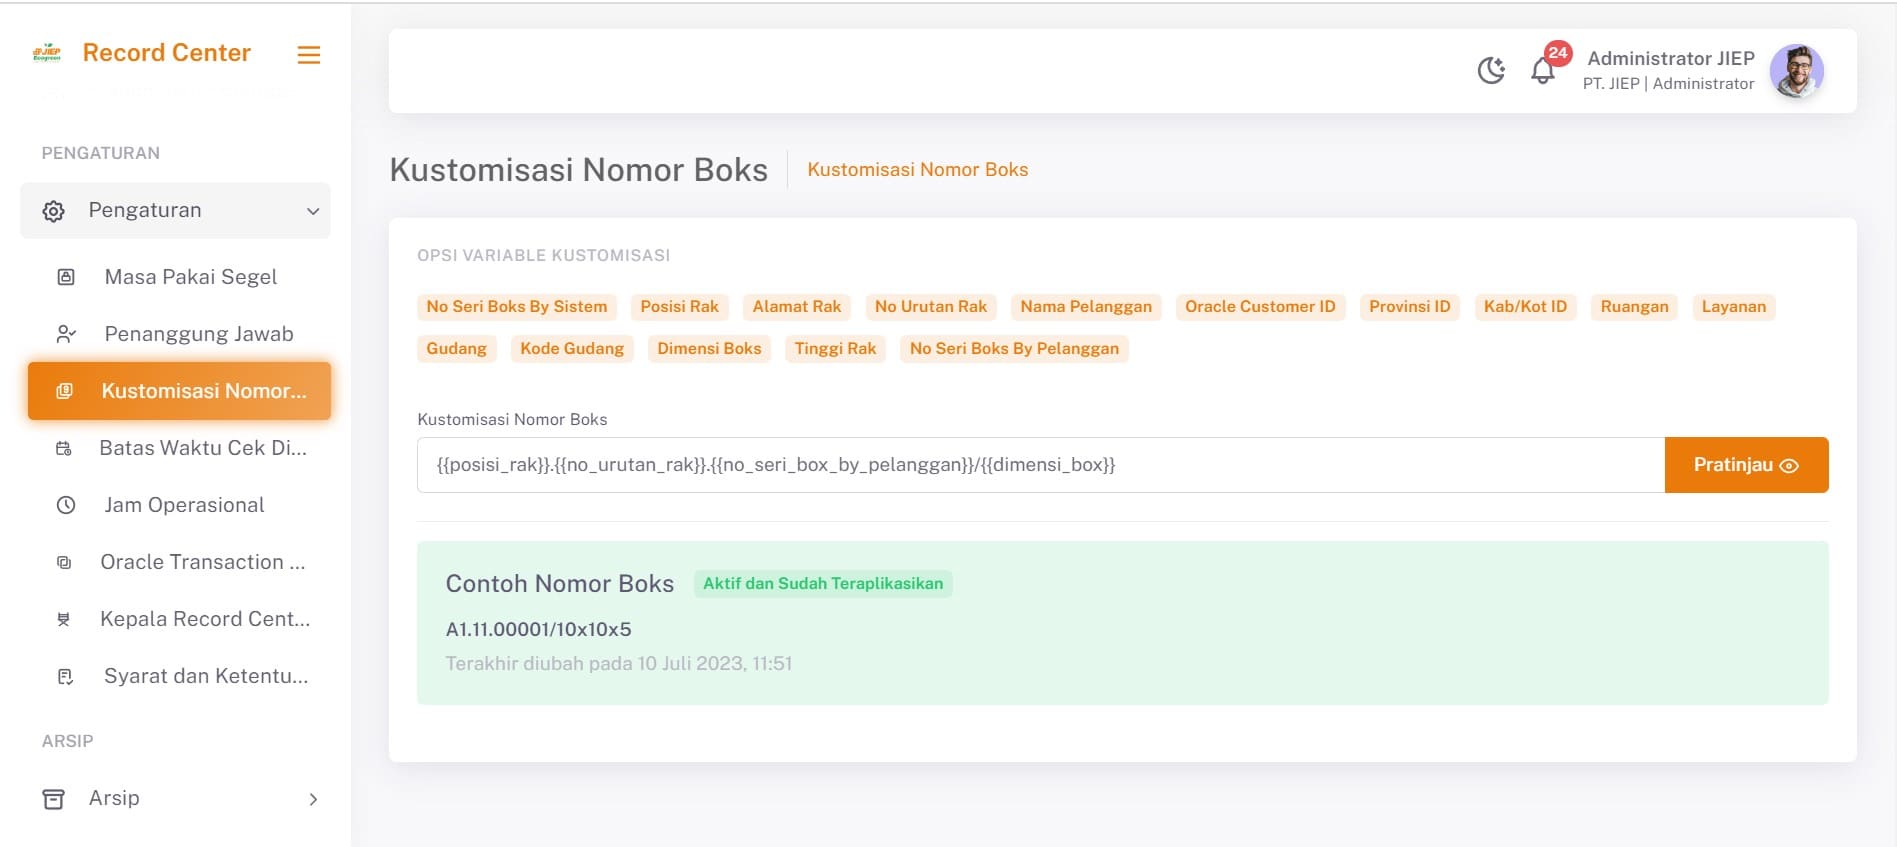 JIEP
Ecogreen
Record Center
PENGATURAN
Pengaturan
Masa Pakai Segel
Penanggung Jawab
Kustomisasi Nomor...
Batas Waktu Cek Di...
Jam Operasional
Oracle Transaction ...
Kepala Record Cent...
Syarat dan Ketentu...
ARSIP
Arsip
24
Administrator JIEP
PT. JIEP | Administrator
Kustomisasi Nomor Boks
Kustomisasi Nomor Boks
OPSI VARIABLE KUSTOMISASI
No Seri Boks By Sistem Posisi Rak Alamat Rak No Urutan Rak Nama Pelanggan Oracle Customer ID Provinsi ID Kab/Kot ID Ruangan Layanan
Gudang Kode Gudang Dimensi Boks Tinggi Rak No Seri Boks By Pelanggan
Kustomisasi Nomor Boks
{{posisi_rak}}.{{no_urutan_rak}}.{{no_seri_box_by_pelanggan}}/{{dimensi_box}}
Pratinjau
Contoh Nomor Boks Aktif dan Sudah Teraplikasikan
A1.11.00001/10x10x5
Terakhir diubah pada 10 Juli 2023, 11:51